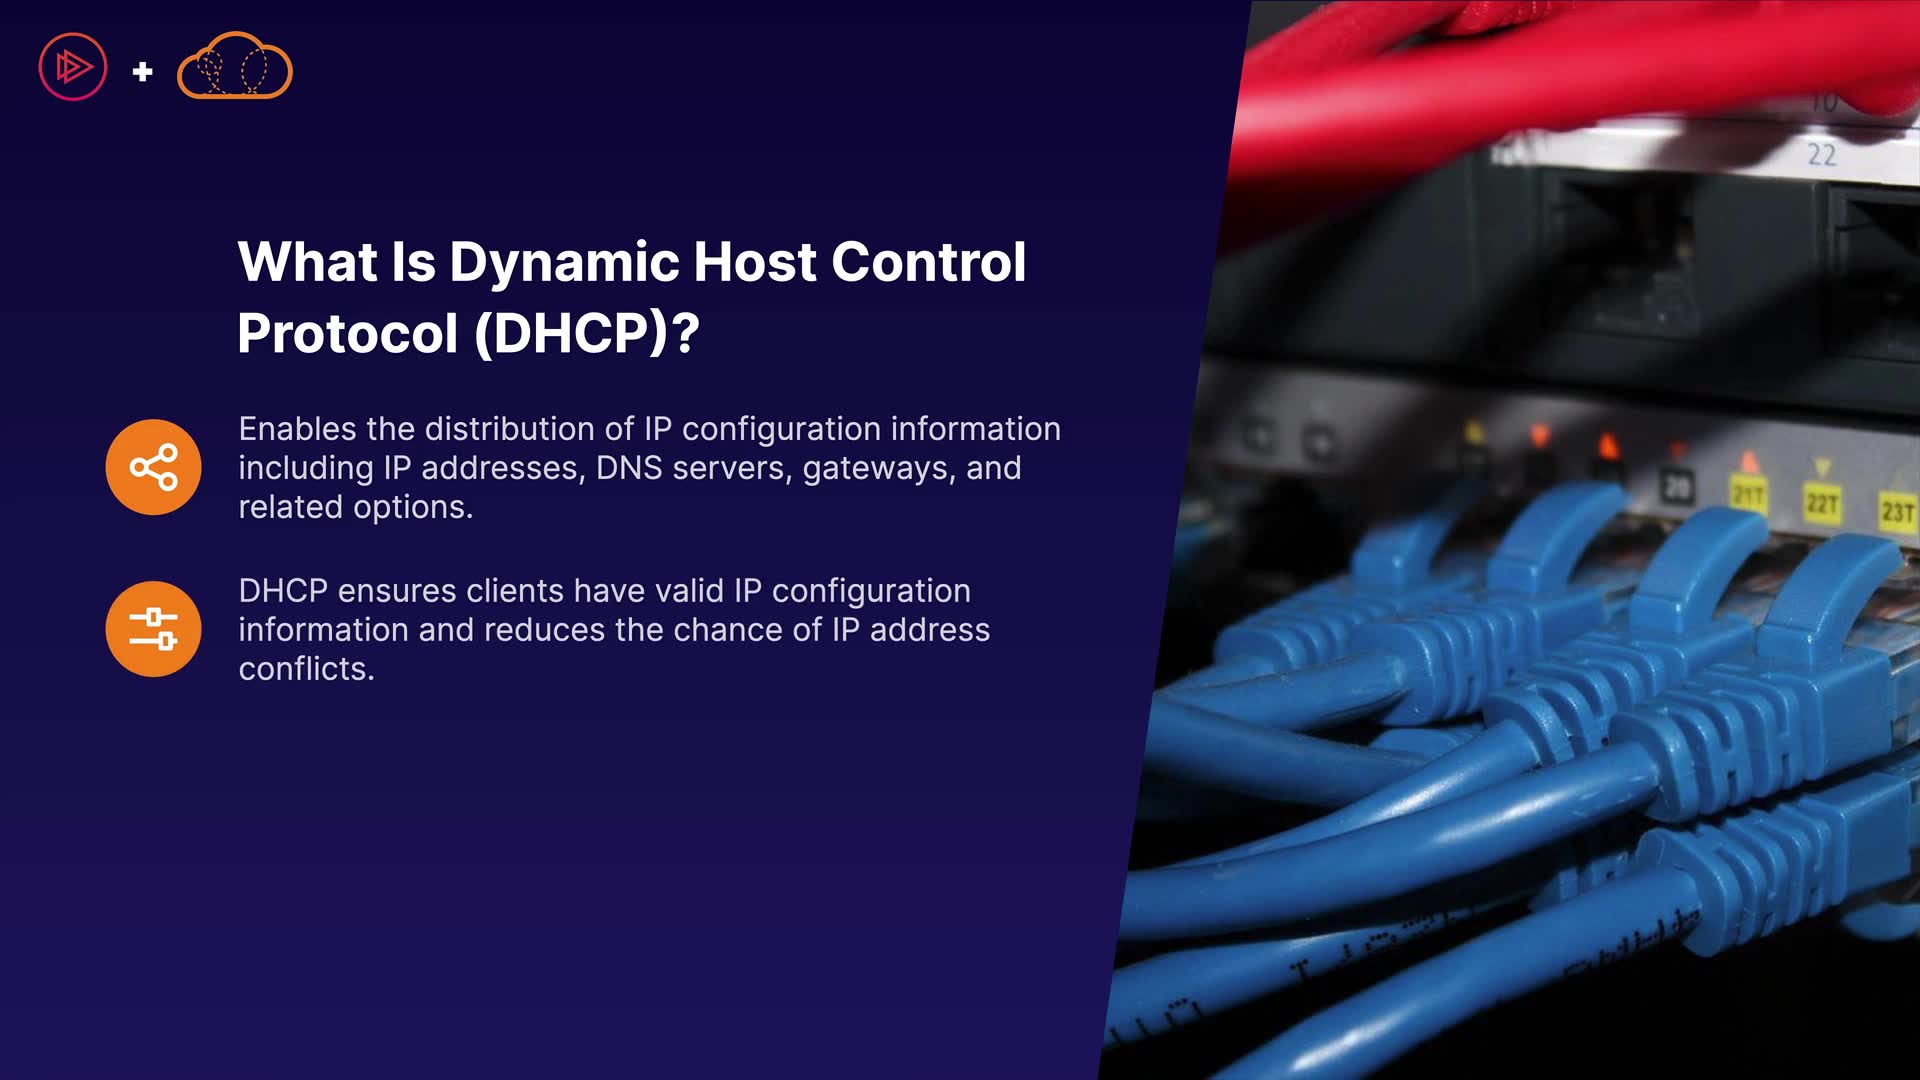 What Is Dynamic Host Control
Protocol (DHCP)?
Enables the distribution of IP configuration information
including IP addresses, DNS servers, gateways, and
related options.
DHCP ensures clients have valid IP configuration
information and reduces the chance of IP address
conflicts.
10
22
20
21T
22T
23T